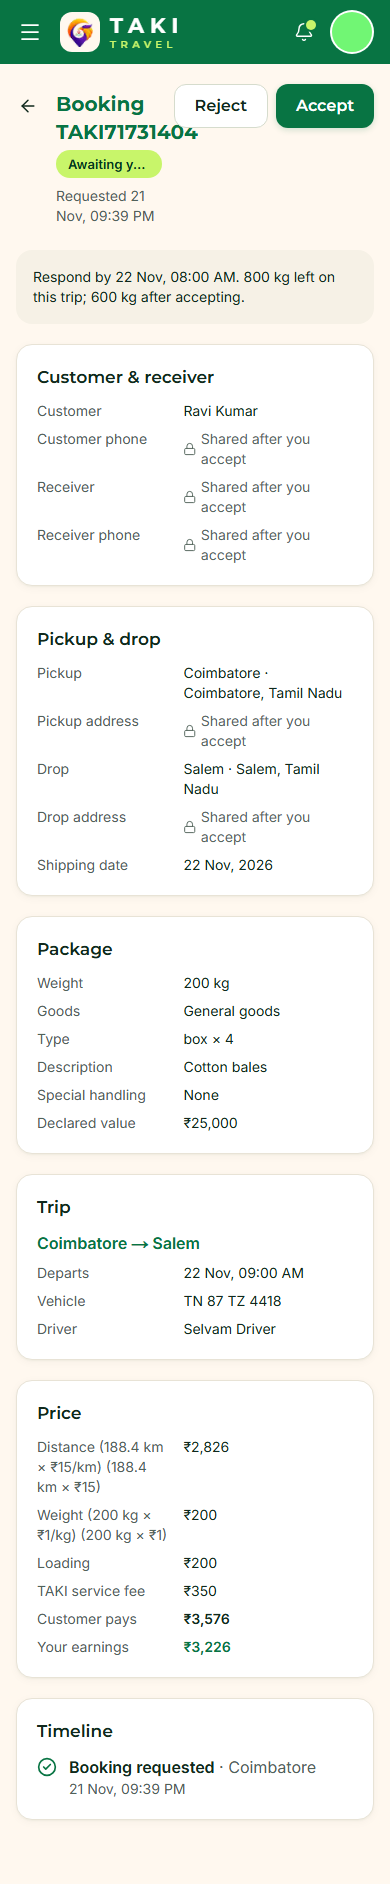 TAKI
TRAVEL
Booking
TAKI71731404
Reject
Accept
Awaiting y...
Requested 21
Nov, 09:39 PM
Respond by 22 Nov, 08:00 AM. 800 kg left on
this trip; 600 kg after accepting.
Customer & receiver
Customer Ravi Kumar
Customer phone Shared after you
accept
Receiver Shared after you
accept
Receiver phone Shared after you
accept
Pickup & drop
Pickup Coimbatore ·
Coimbatore, Tamil Nadu
Pickup address Shared after you
accept
Drop Salem · Salem, Tamil
Nadu
Drop address Shared after you
accept
Shipping date 22 Nov, 2026
Package
Weight 200 kg
Goods General goods
Type box × 4
Description Cotton bales
Special handling None
Declared value ₹25,000
Trip
Coimbatore → Salem
Departs 22 Nov, 09:00 AM
Vehicle TN 87 TZ 4418
Driver Selvam Driver
Price
Distance (188.4 km ₹2,826
× ₹15/km) (188.4
km × ₹15)
Weight (200 kg × ₹200
₹1/kg) (200 kg × ₹1)
Loading ₹200
TAKI service fee ₹350
Customer pays ₹3,576
Your earnings ₹3,226
Timeline
Booking requested · Coimbatore
21 Nov, 09:39 PM